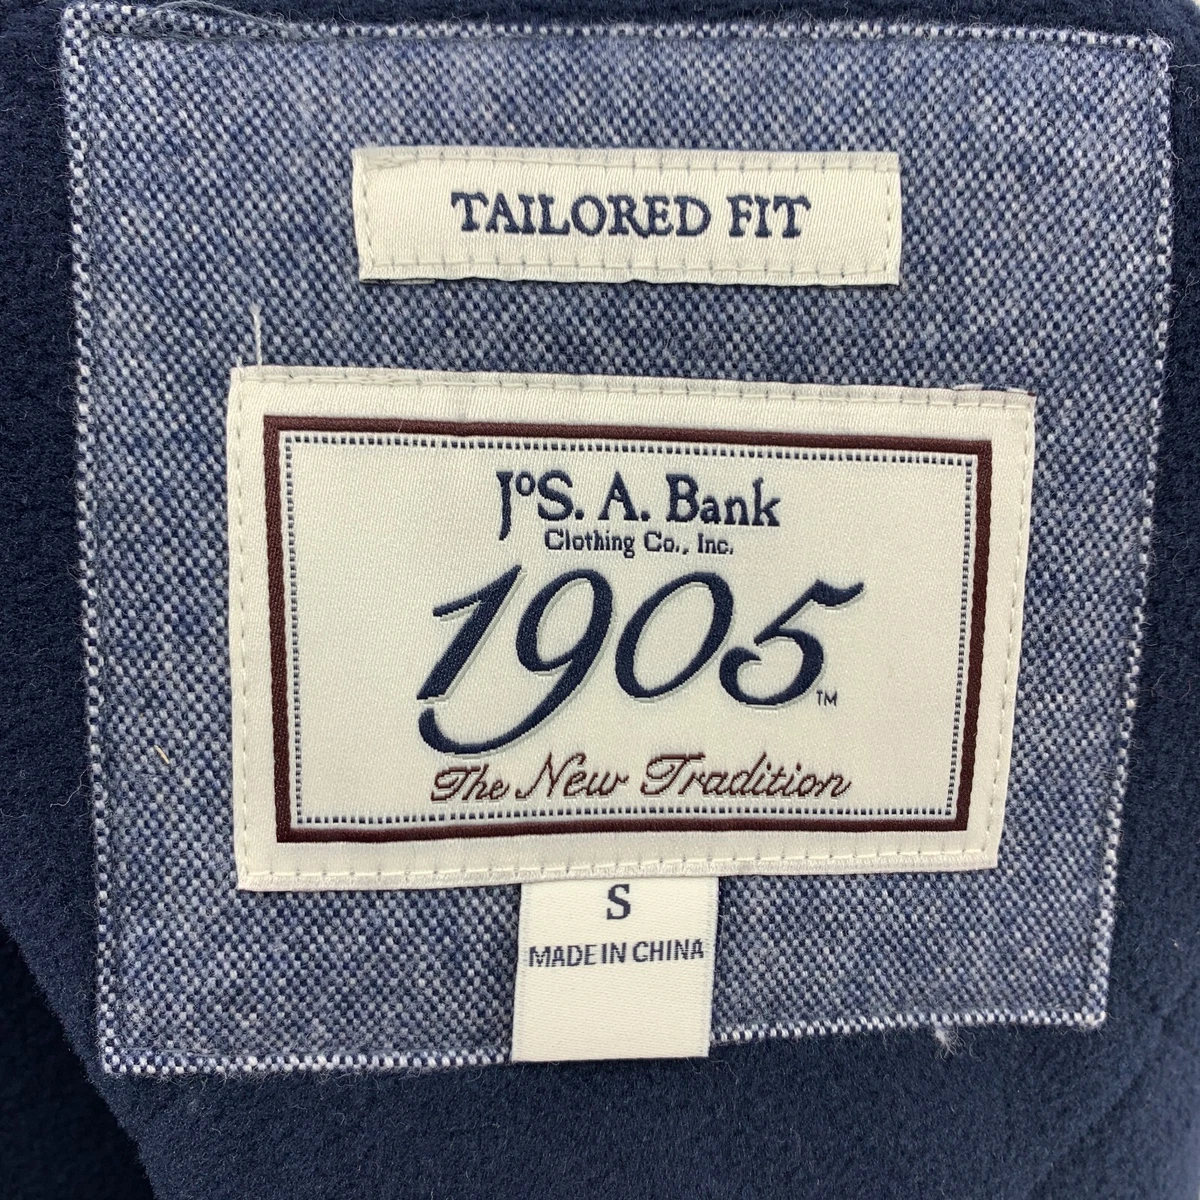 TAILORED FIT
JoS. A. Bank
Clothing Co., Inc.
1905™
The New Tradition
S
MADE IN CHINA